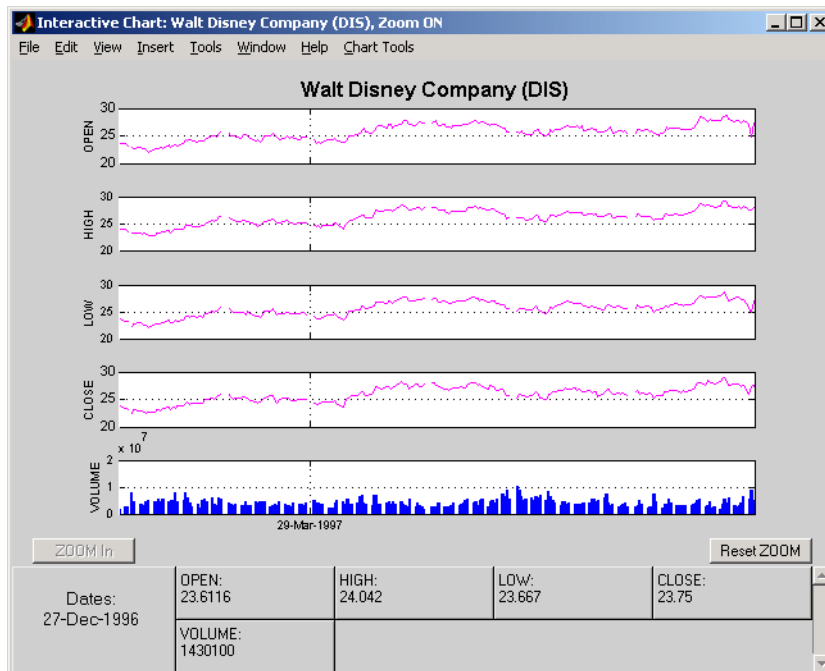 Interactive Chart: Walt Disney Company (DIS), Zoom ON
File Edit View Insert Tools Window Help Chart Tools
Walt Disney Company (DIS)
30
25
20
OPEN
30
25
20
HIGH
30
25
20
LOW
30
25
20
CLOSE
x 10^7
2
1
0
VOLUME
29-Mar-1997
ZOOM In
Reset ZOOM
Dates:
27-Dec-1996
OPEN:
23.6116
HIGH:
24.042
LOW:
23.667
CLOSE:
23.75
VOLUME:
1430100